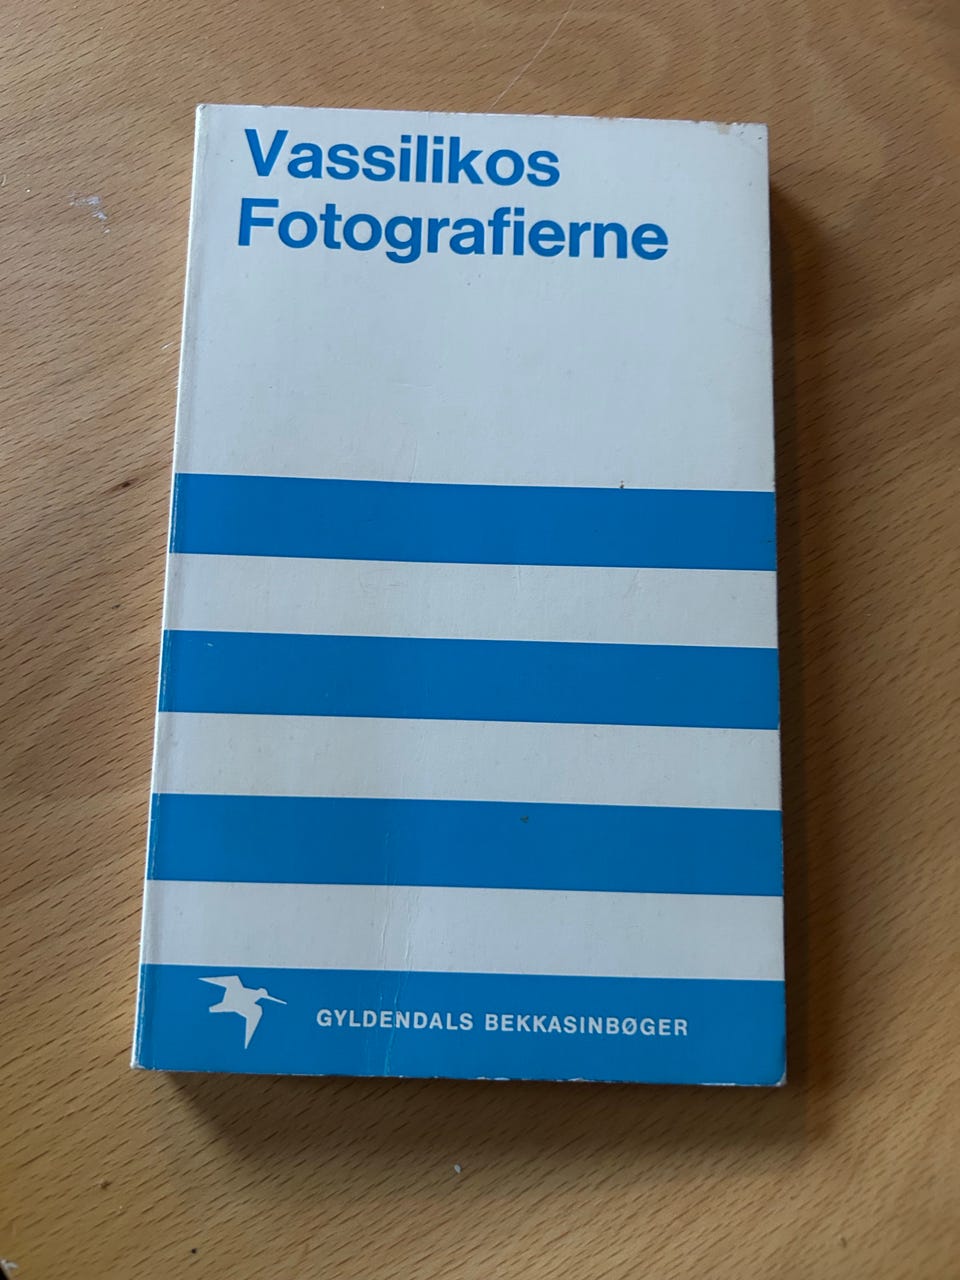 Vassilikos
Fotografierne
GYLDENDALS BEKKASINBØGER